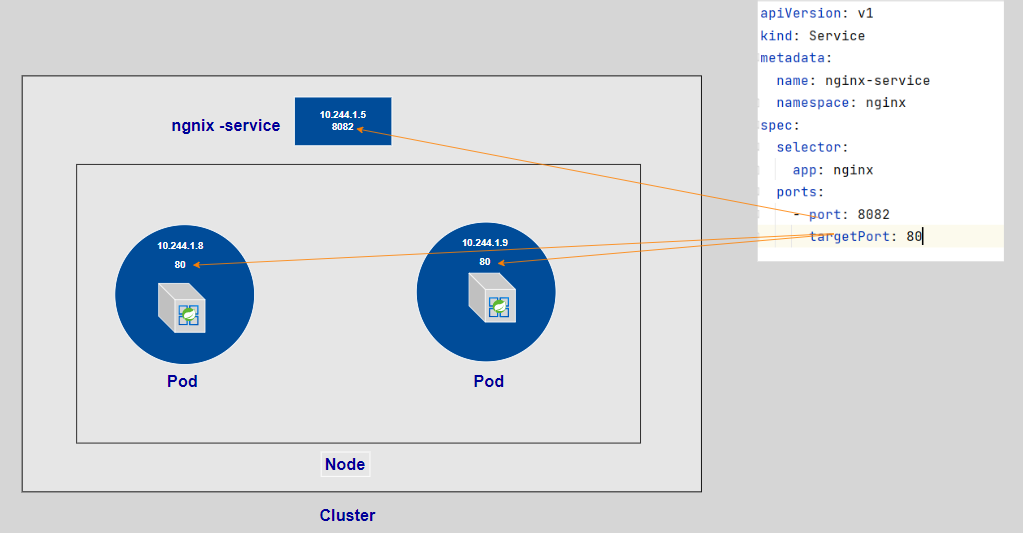 apiVersion: v1
kind: Service
metadata:
  name: nginx-service
  namespace: nginx
spec:
  selector:
    app: nginx
  ports:
    - port: 8082
      targetPort: 80
ngnix -service
10.244.1.5
8082
10.244.1.8
80
Pod
10.244.1.9
80
Pod
Node
Cluster